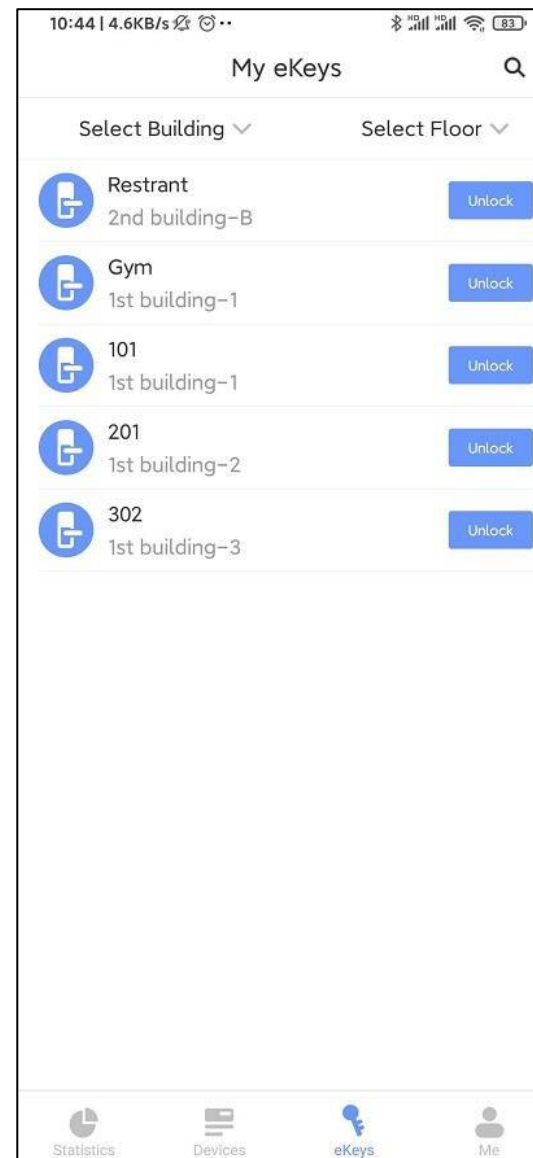 10:44 | 4.6KB/s ··
HD HD 83
My eKeys
Select Building Select Floor
Restrant
2nd building-B
Unlock
Gym
1st building-1
Unlock
101
1st building-1
Unlock
201
1st building-2
Unlock
302
1st building-3
Unlock
Statistics Devices eKeys Me